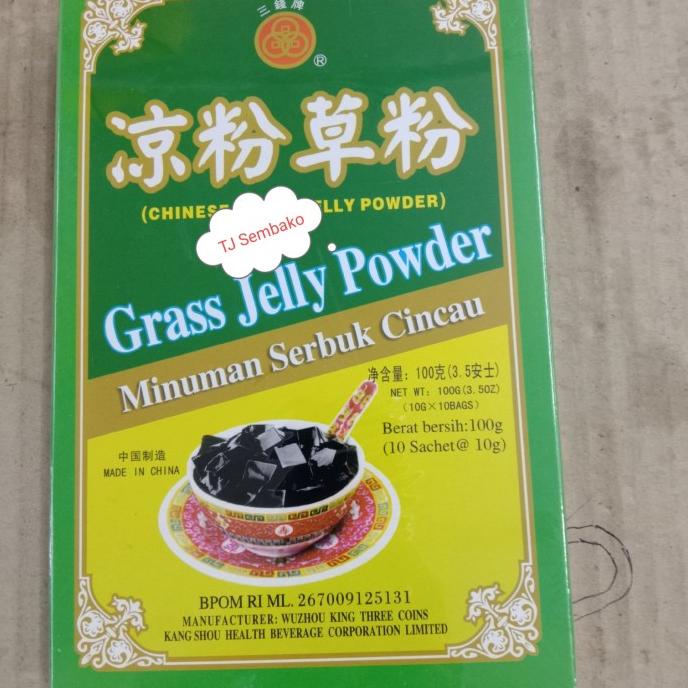 三錢牌
®
凉粉草粉
(CHINESE JELLY POWDER)
TJ Sembako
Grass Jelly Powder
Minuman Serbuk Cincau
净含量: 100克(3.5安士)
NET WT: 100G(3.5OZ)
(10G×10BAGS)
Berat bersih:100g
(10 Sachet@ 10g)
中国制造
MADE IN CHINA
BPOM RI ML. 267009125131
MANUFACTURER: WUZHOU KING THREE COINS
KANG SHOU HEALTH BEVERAGE CORPORATION LIMITED